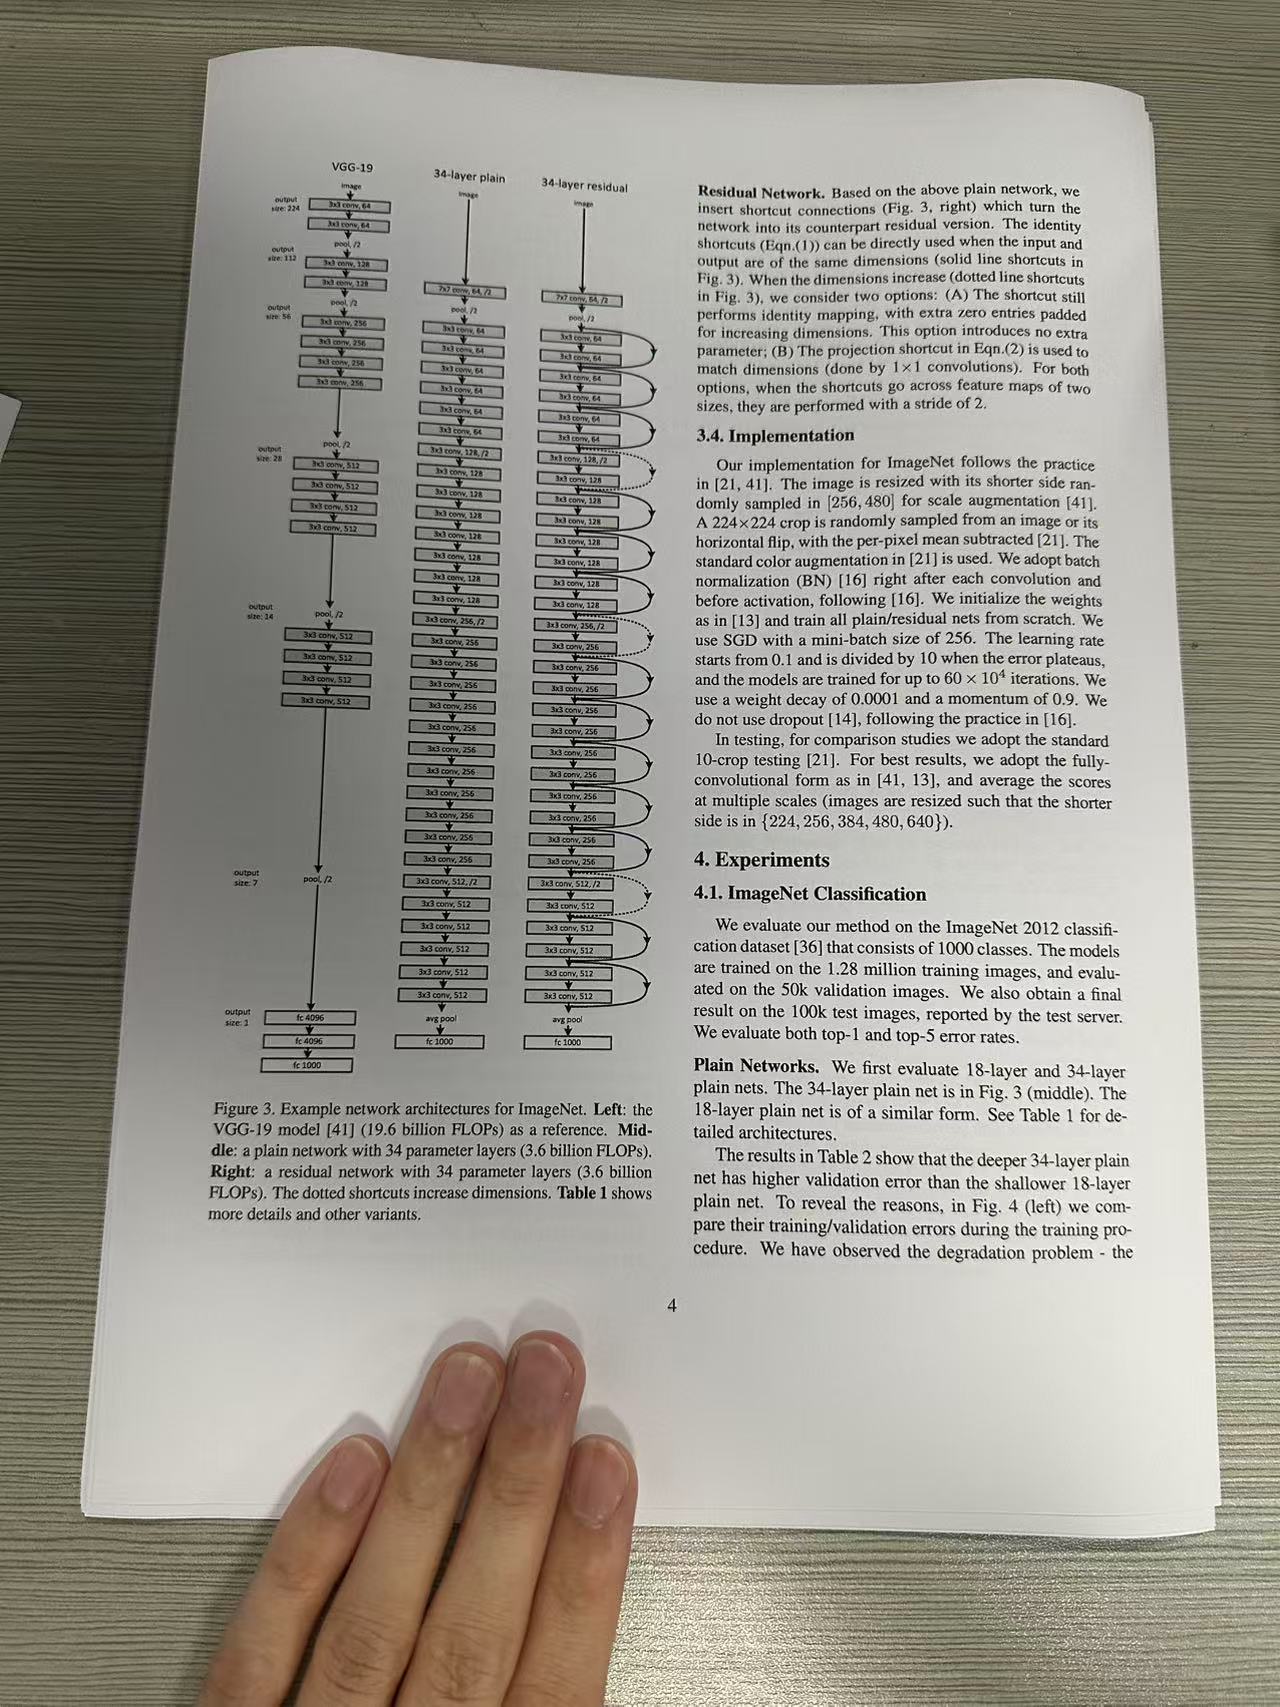 VGG-19
image
output
size: 224
3x3 conv, 64
3x3 conv, 64
pool, /2
output
size: 112
3x3 conv, 128
3x3 conv, 128
pool, /2
output
size: 56
3x3 conv, 256
3x3 conv, 256
3x3 conv, 256
3x3 conv, 256
pool, /2
output
size: 28
3x3 conv, 512
3x3 conv, 512
3x3 conv, 512
3x3 conv, 512
output
size: 14
pool, /2
3x3 conv, 512
3x3 conv, 512
3x3 conv, 512
3x3 conv, 512
output
size: 7
pool, /2
output
size: 1
fc 4096
fc 4096
fc 1000
34-layer plain
image
7x7 conv, 64, /2
pool, /2
3x3 conv, 64
3x3 conv, 64
3x3 conv, 64
3x3 conv, 64
3x3 conv, 64
3x3 conv, 64
3x3 conv, 128, /2
3x3 conv, 128
3x3 conv, 128
3x3 conv, 128
3x3 conv, 128
3x3 conv, 128
3x3 conv, 128
3x3 conv, 128
3x3 conv, 256, /2
3x3 conv, 256
3x3 conv, 256
3x3 conv, 256
3x3 conv, 256
3x3 conv, 256
3x3 conv, 256
3x3 conv, 256
3x3 conv, 256
3x3 conv, 256
3x3 conv, 256
3x3 conv, 256
3x3 conv, 512, /2
3x3 conv, 512
3x3 conv, 512
3x3 conv, 512
3x3 conv, 512
3x3 conv, 512
avg pool
fc 1000
34-layer residual
image
7x7 conv, 64, /2
pool, /2
3x3 conv, 64
3x3 conv, 64
3x3 conv, 64
3x3 conv, 64
3x3 conv, 64
3x3 conv, 64
3x3 conv, 128, /2
3x3 conv, 128
3x3 conv, 128
3x3 conv, 128
3x3 conv, 128
3x3 conv, 128
3x3 conv, 128
3x3 conv, 128
3x3 conv, 256, /2
3x3 conv, 256
3x3 conv, 256
3x3 conv, 256
3x3 conv, 256
3x3 conv, 256
3x3 conv, 256
3x3 conv, 256
3x3 conv, 256
3x3 conv, 256
3x3 conv, 256
3x3 conv, 256
3x3 conv, 512, /2
3x3 conv, 512
3x3 conv, 512
3x3 conv, 512
3x3 conv, 512
3x3 conv, 512
avg pool
fc 1000
Figure 3. Example network architectures for ImageNet. Left: the
VGG-19 model [41] (19.6 billion FLOPs) as a reference. Mid-
dle: a plain network with 34 parameter layers (3.6 billion FLOPs).
Right: a residual network with 34 parameter layers (3.6 billion
FLOPs). The dotted shortcuts increase dimensions. Table 1 shows
more details and other variants.
Residual Network. Based on the above plain network, we
insert shortcut connections (Fig. 3, right) which turn the
network into its counterpart residual version. The identity
shortcuts (Eqn.(1)) can be directly used when the input and
output are of the same dimensions (solid line shortcuts in
Fig. 3). When the dimensions increase (dotted line shortcuts
in Fig. 3), we consider two options: (A) The shortcut still
performs identity mapping, with extra zero entries padded
for increasing dimensions. This option introduces no extra
parameter; (B) The projection shortcut in Eqn.(2) is used to
match dimensions (done by 1×1 convolutions). For both
options, when the shortcuts go across feature maps of two
sizes, they are performed with a stride of 2.
3.4. Implementation
Our implementation for ImageNet follows the practice
in [21, 41]. The image is resized with its shorter side ran-
domly sampled in [256, 480] for scale augmentation [41].
A 224×224 crop is randomly sampled from an image or its
horizontal flip, with the per-pixel mean subtracted [21]. The
standard color augmentation in [21] is used. We adopt batch
normalization (BN) [16] right after each convolution and
before activation, following [16]. We initialize the weights
as in [13] and train all plain/residual nets from scratch. We
use SGD with a mini-batch size of 256. The learning rate
starts from 0.1 and is divided by 10 when the error plateaus,
and the models are trained for up to 60 × 10⁴ iterations. We
use a weight decay of 0.0001 and a momentum of 0.9. We
do not use dropout [14], following the practice in [16].
In testing, for comparison studies we adopt the standard
10-crop testing [21]. For best results, we adopt the fully-
convolutional form as in [41, 13], and average the scores
at multiple scales (images are resized such that the shorter
side is in {224, 256, 384, 480, 640}).
4. Experiments
4.1. ImageNet Classification
We evaluate our method on the ImageNet 2012 classifi-
cation dataset [36] that consists of 1000 classes. The models
are trained on the 1.28 million training images, and evalu-
ated on the 50k validation images. We also obtain a final
result on the 100k test images, reported by the test server.
We evaluate both top-1 and top-5 error rates.
Plain Networks. We first evaluate 18-layer and 34-layer
plain nets. The 34-layer plain net is in Fig. 3 (middle). The
18-layer plain net is of a similar form. See Table 1 for de-
tailed architectures.
The results in Table 2 show that the deeper 34-layer plain
net has higher validation error than the shallower 18-layer
plain net. To reveal the reasons, in Fig. 4 (left) we com-
pare their training/validation errors during the training pro-
cedure. We have observed the degradation problem - the
4